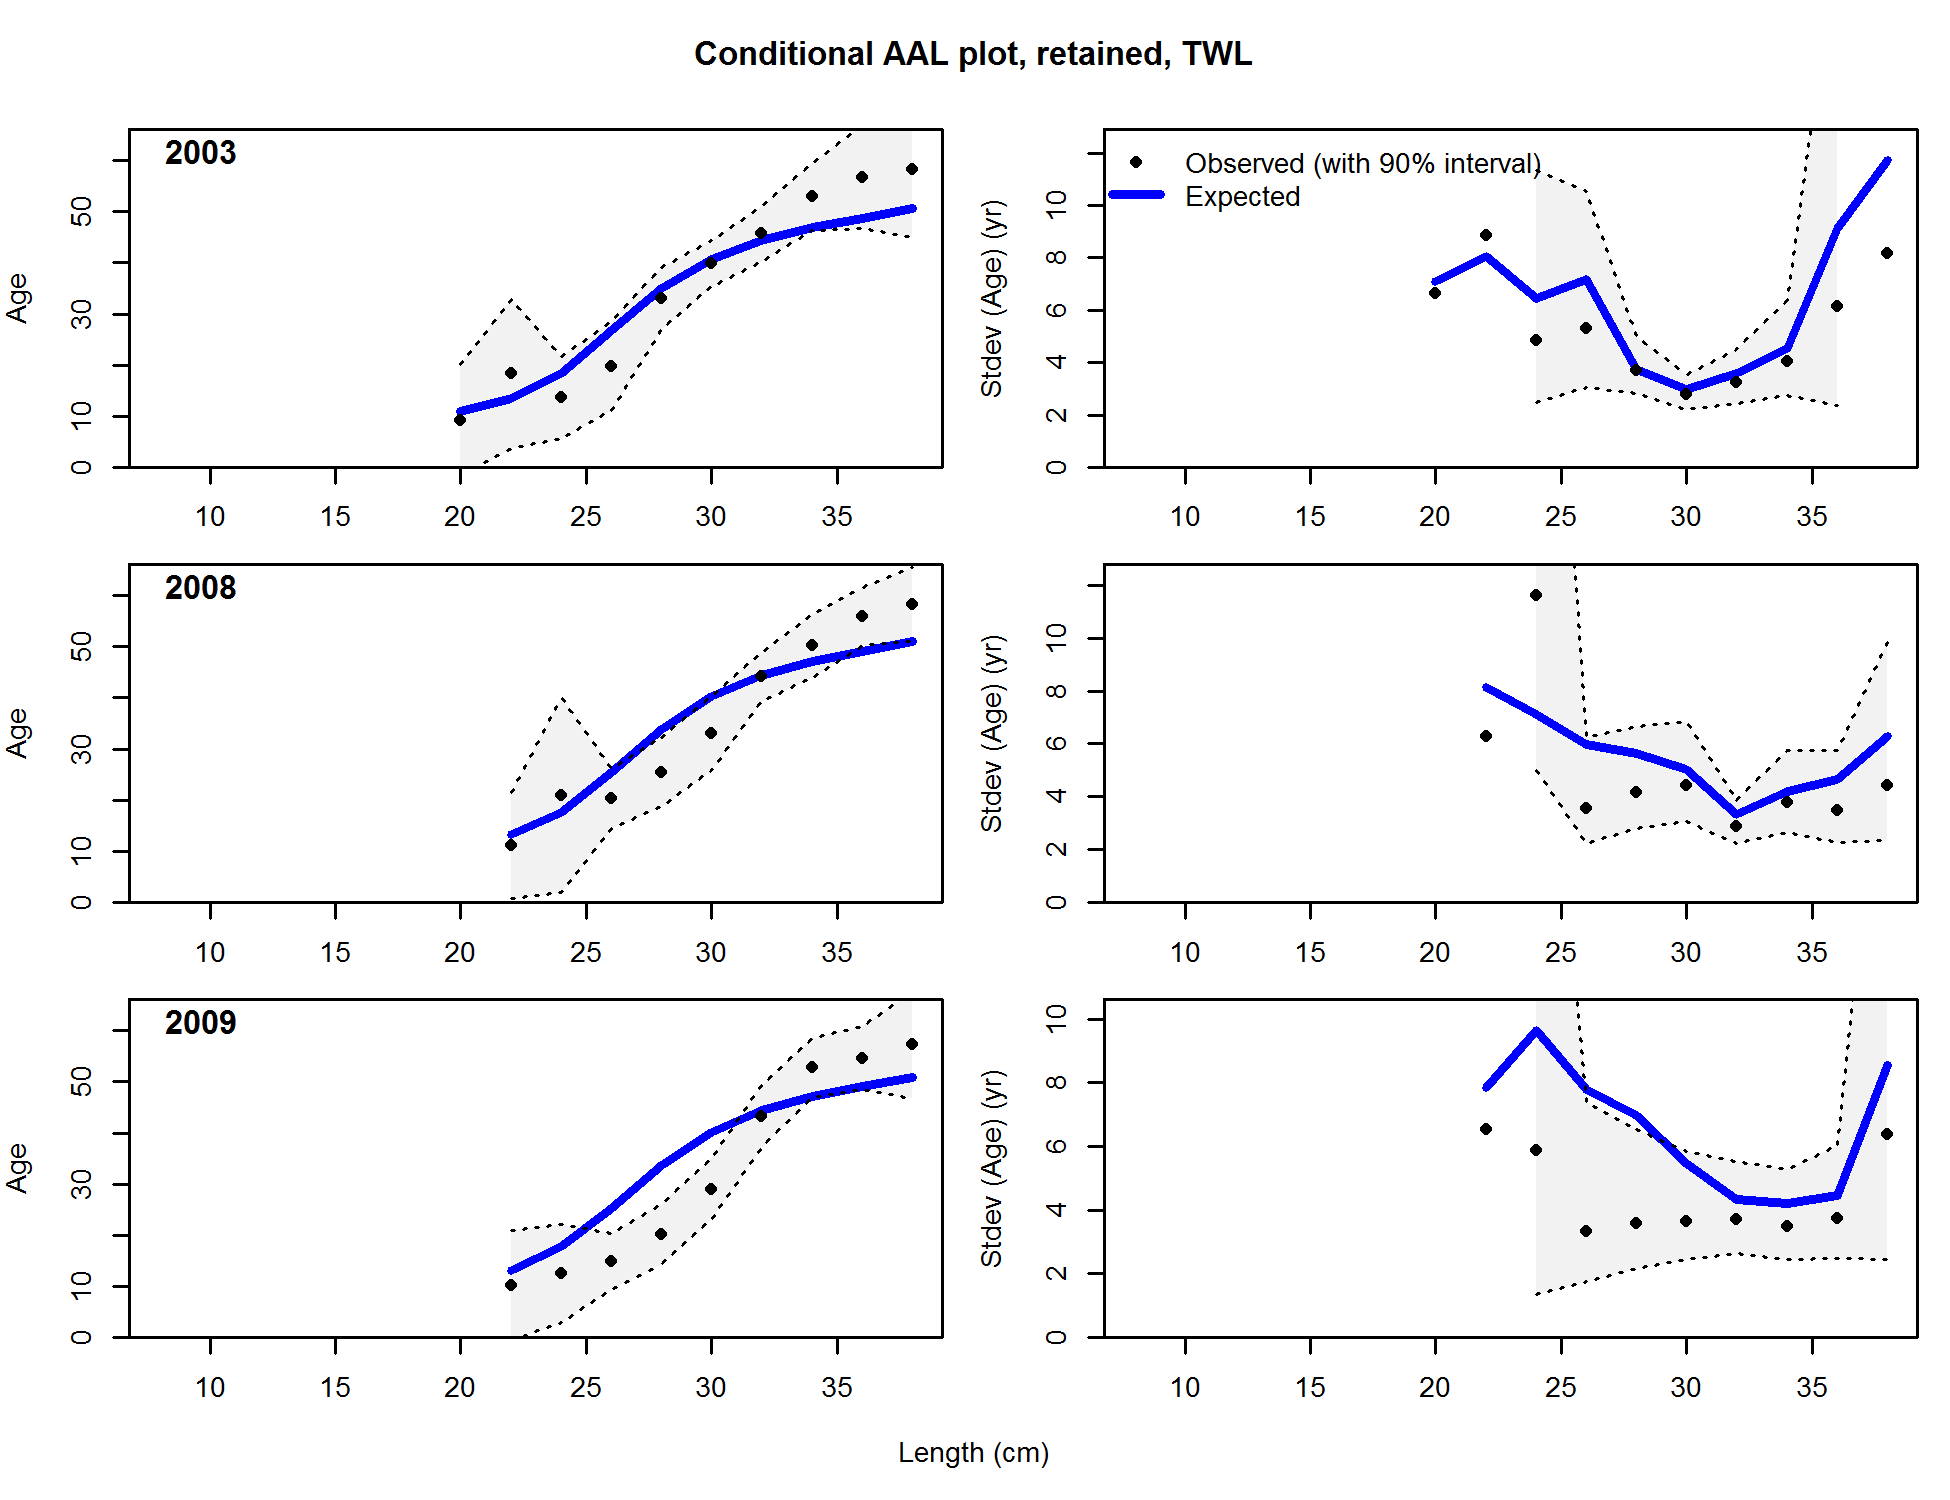 Conditional AAL plot, retained, TWL
2003
Age
0 10 30 50
10 15 20 25 30 35
Observed (with 90% interval)
Expected
Stdev (Age) (yr)
0 2 4 6 8 10
10 15 20 25 30 35
2008
Age
0 10 30 50
10 15 20 25 30 35
Stdev (Age) (yr)
0 2 4 6 8 10
10 15 20 25 30 35
2009
Age
0 10 30 50
10 15 20 25 30 35
Stdev (Age) (yr)
0 2 4 6 8 10
10 15 20 25 30 35
Length (cm)